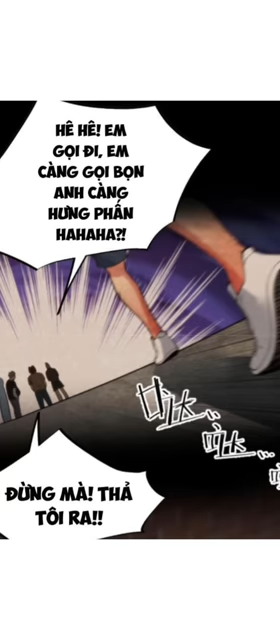 HÊ HÊ! EM
GỌI ĐI, EM
CÀNG GỌI BỌN
ANH CÀNG
HƯNG PHẤN
HAHAHA?!
ĐỪNG MÀ! THẢ
TÔI RA!!